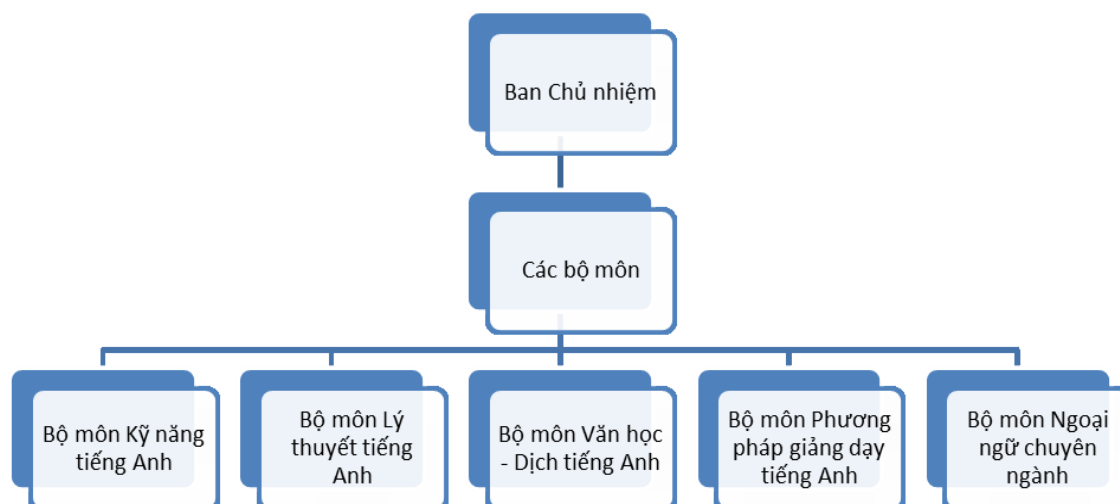 Ban Chủ nhiệm
Các bộ môn
Bộ môn Kỹ năng
tiếng Anh
Bộ môn Lý
thuyết tiếng
Anh
Bộ môn Văn học
- Dịch tiếng Anh
Bộ môn Phương
pháp giảng dạy
tiếng Anh
Bộ môn Ngoại
ngữ chuyên
ngành